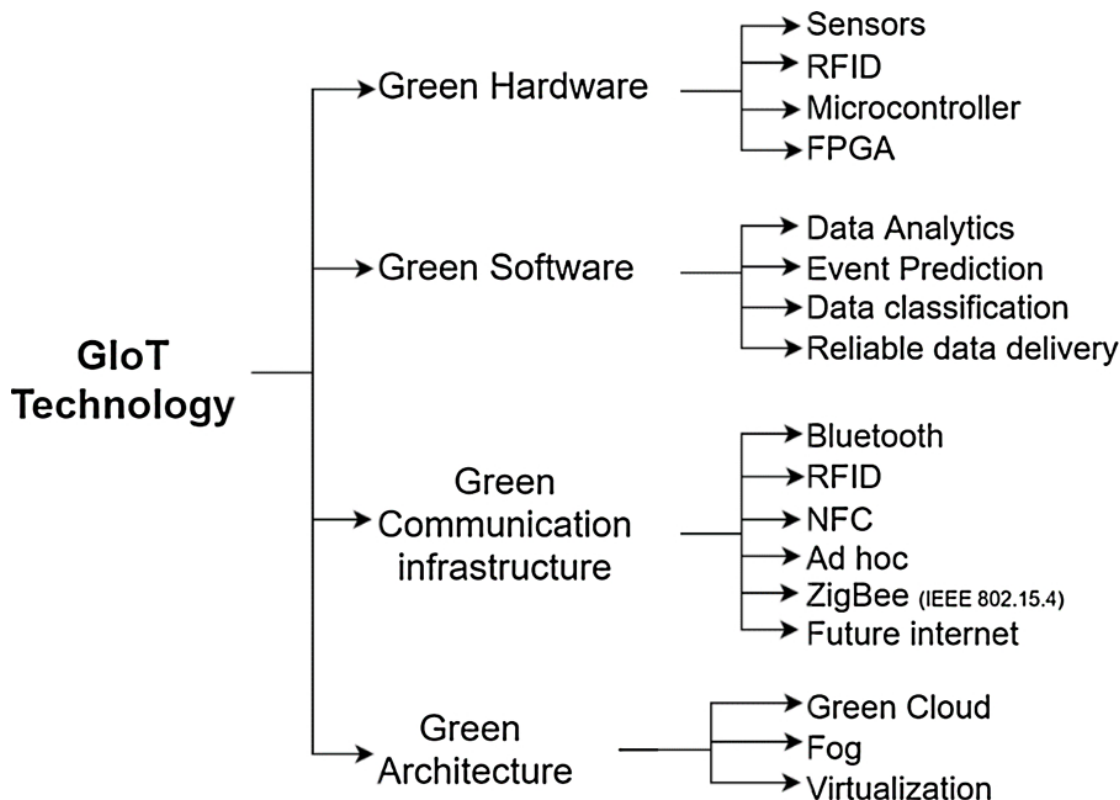 GIoT
Technology
Green Hardware
Sensors
RFID
Microcontroller
FPGA
Green Software
Data Analytics
Event Prediction
Data classification
Reliable data delivery
Green
Communication
infrastructure
Bluetooth
RFID
NFC
Ad hoc
ZigBee (IEEE 802.15.4)
Future internet
Green
Architecture
Green Cloud
Fog
Virtualization